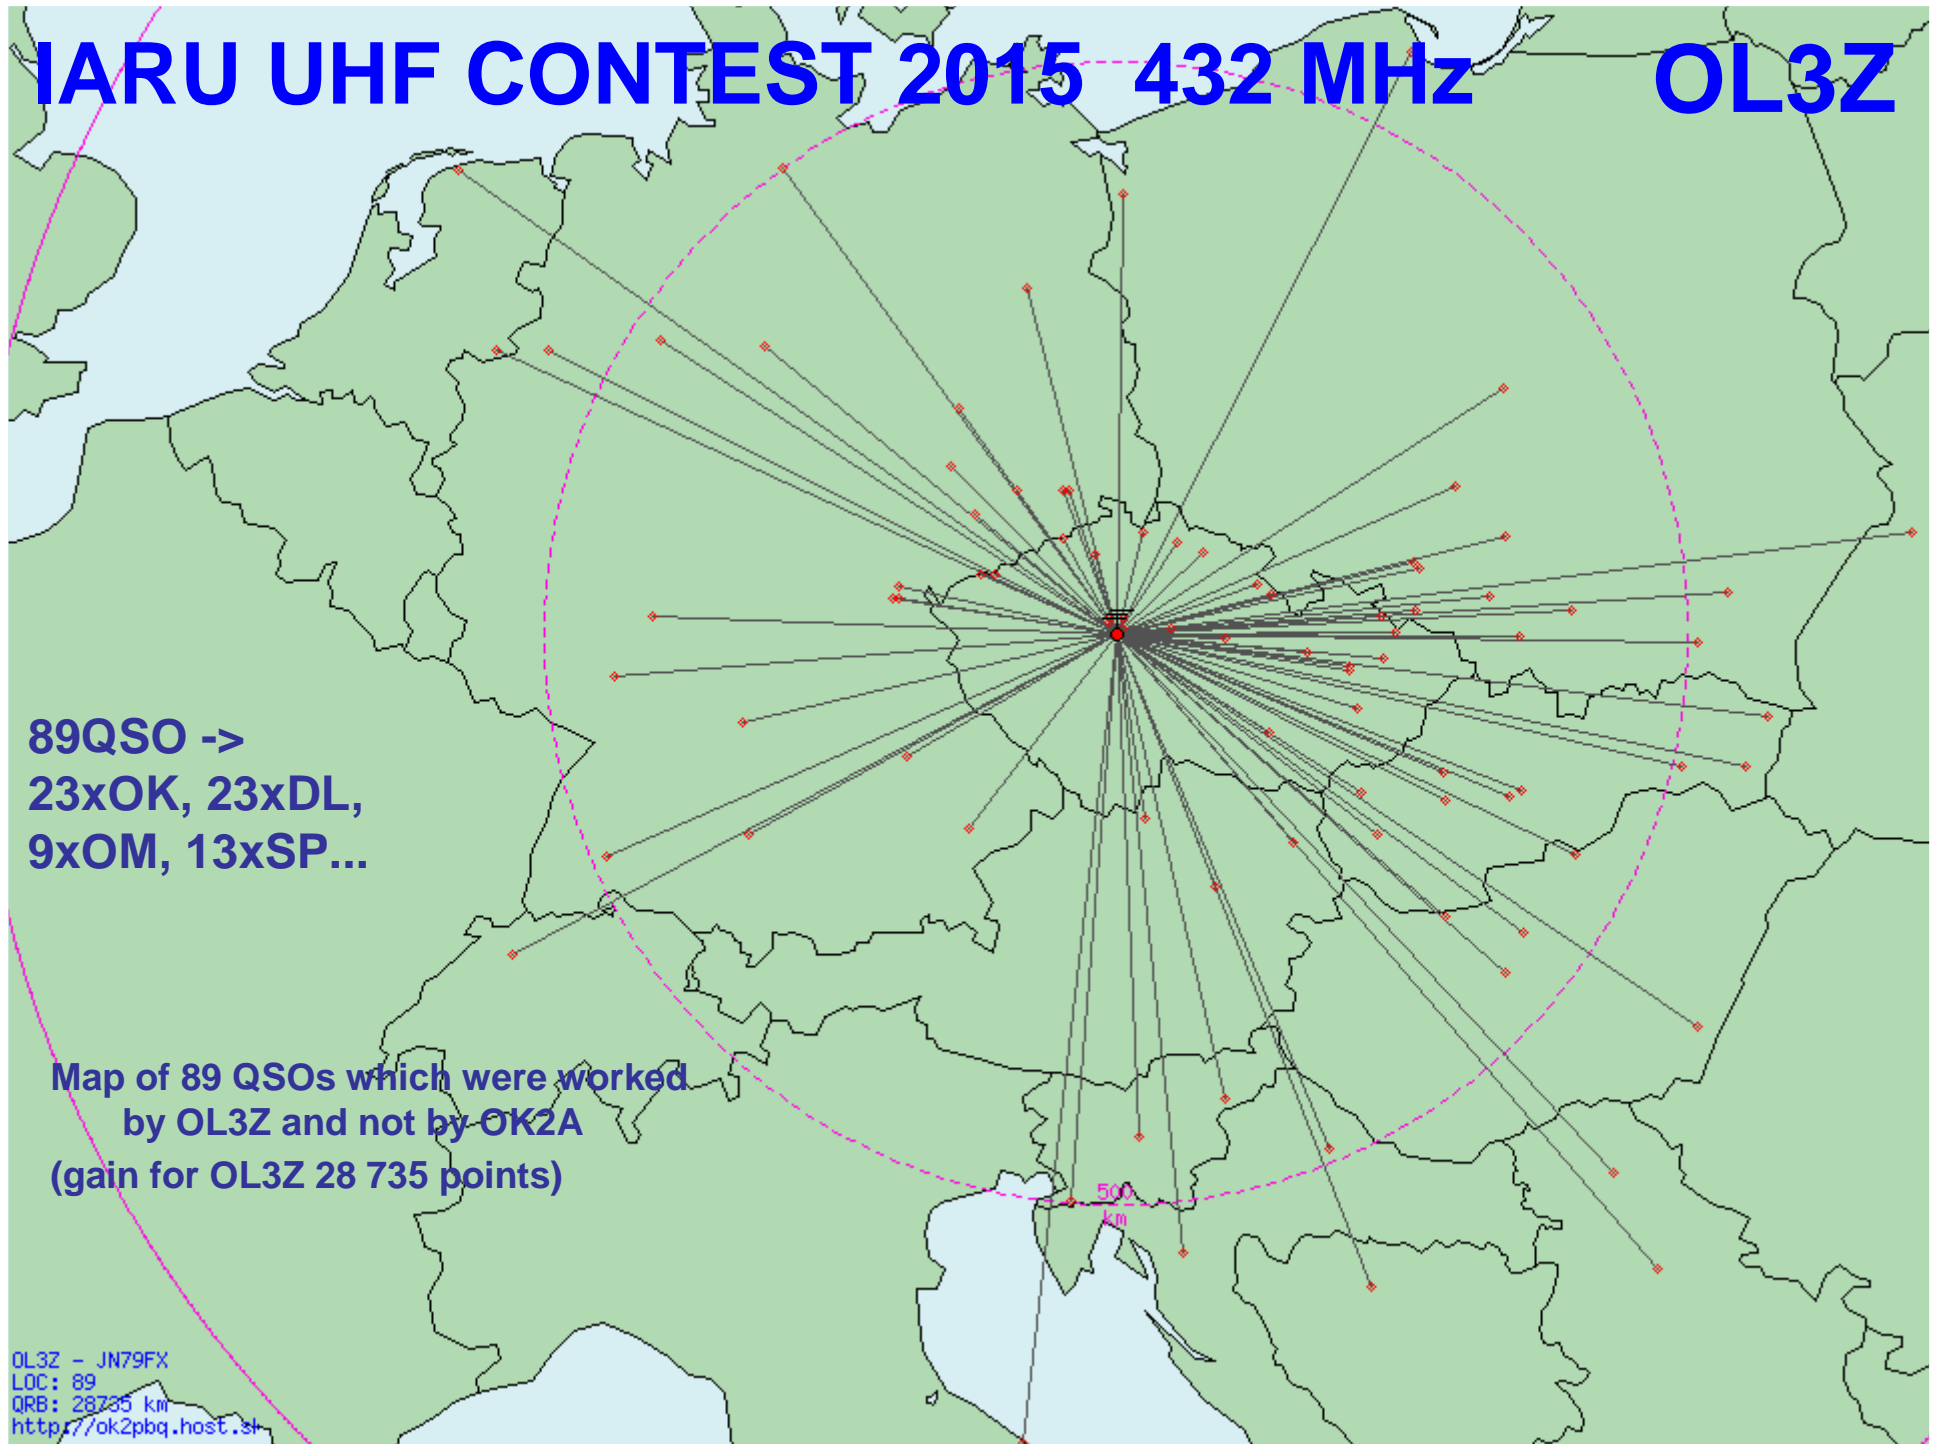 IARU UHF CONTEST 2015 432 MHz OL3Z
89QSO ->
23xOK, 23xDL,
9xOM, 13xSP...
Map of 89 QSOs which were worked
by OL3Z and not by OK2A
(gain for OL3Z 28 735 points)
500
km
OL3Z - JN79FX
LOC: 89
QRB: 28735 km
http://ok2pbq.host.sk